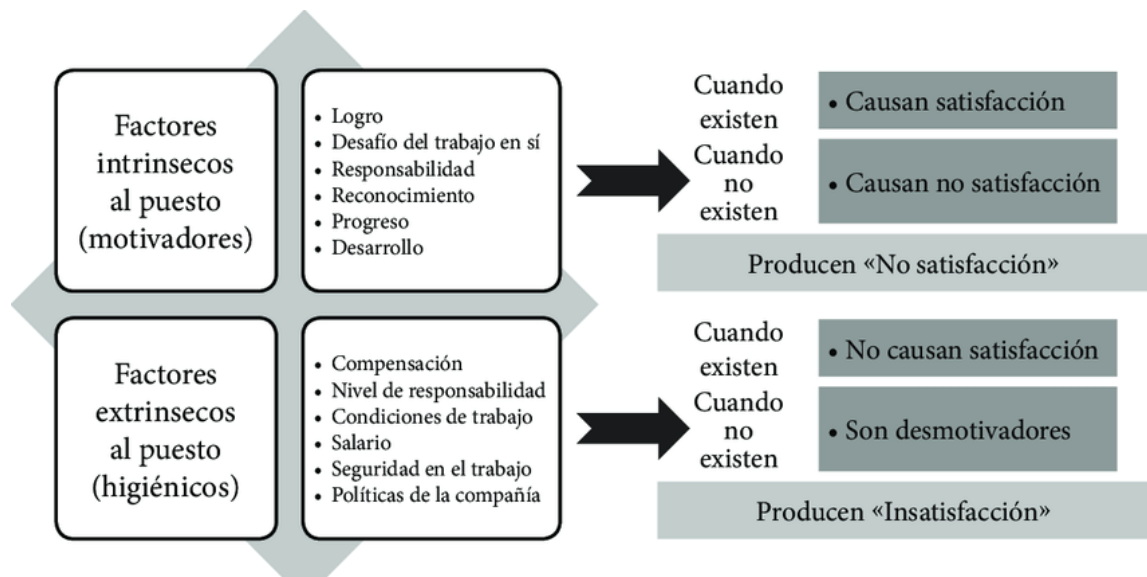 Factores
intrinsecos
al puesto
(motivadores)
• Logro
• Desafío del trabajo en sí
• Responsabilidad
• Reconocimiento
• Progreso
• Desarrollo
Cuando
existen
• Causan satisfacción
Cuando
no
existen
• Causan no satisfacción
Producen «No satisfacción»
Factores
extrinsecos
al puesto
(higiénicos)
• Compensación
• Nivel de responsabilidad
• Condiciones de trabajo
• Salario
• Seguridad en el trabajo
• Políticas de la compañía
Cuando
existen
• No causan satisfacción
Cuando
no
existen
• Son desmotivadores
Producen «Insatisfacción»